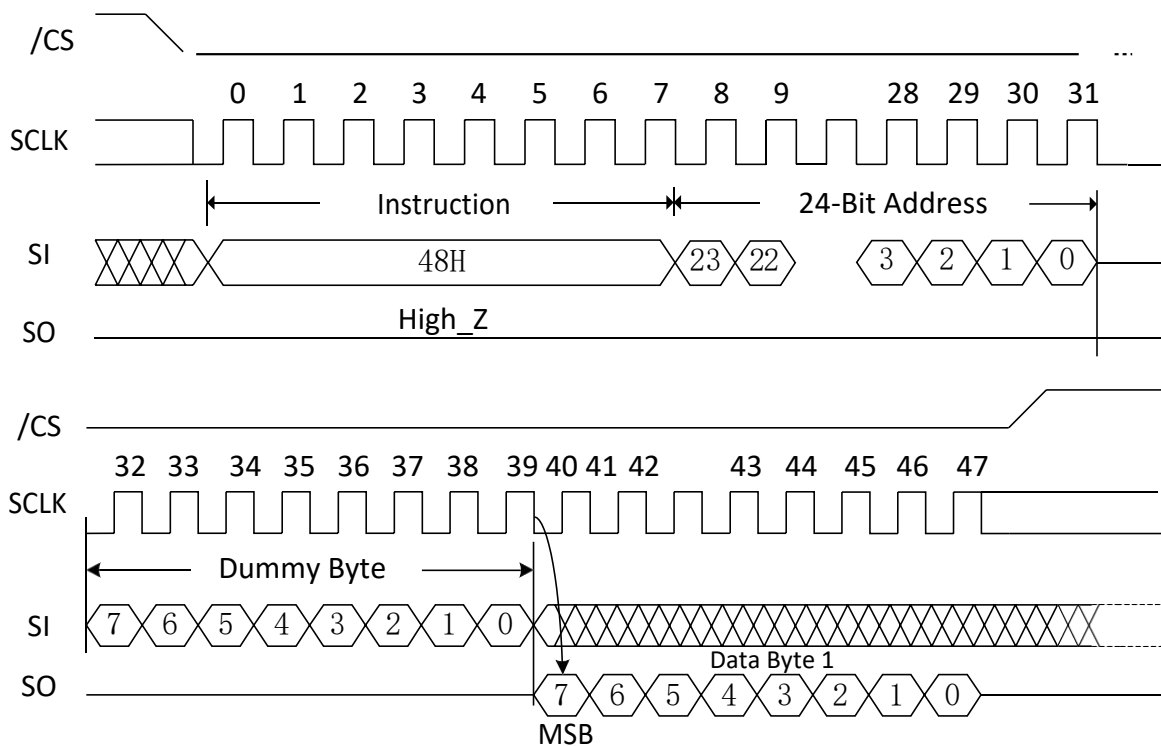 /CS
0 1 2 3 4 5 6 7 8 9 28 29 30 31
SCLK
Instruction 24-Bit Address
SI 48H 23 22 3 2 1 0
High_Z
SO
/CS
32 33 34 35 36 37 38 39 40 41 42 43 44 45 46 47
SCLK
Dummy Byte
SI 7 6 5 4 3 2 1 0
Data Byte 1
SO 7 6 5 4 3 2 1 0
MSB